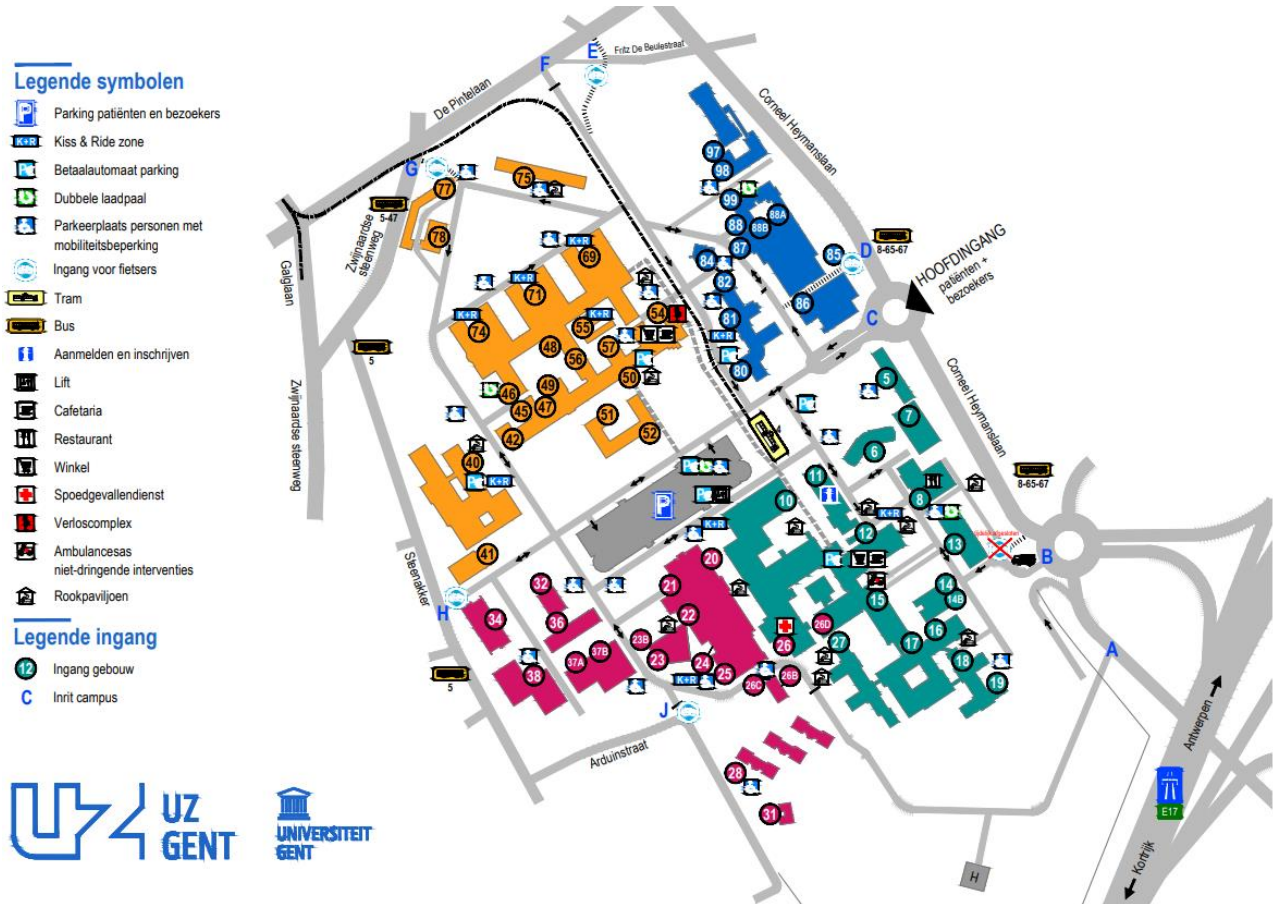 Legende symbolen
Parking patiënten en bezoekers
K+R Kiss & Ride zone
Betaalautomaat parking
Dubbele laadpaal
Parkeerplaats personen met
mobiliteitsbeperking
Ingang voor fietsers
Tram
Bus
Aanmelden en inschrijven
Lift
Cafetaria
Restaurant
Winkel
Spoedgevallendienst
Verloscomplex
Ambulancesas
niet-dringende interventies
Rookpaviljoen
Legende ingang
12 Ingang gebouw
C Inrit campus
UZ
GENT
UNIVERSITEIT
GENT
E
Fritz De Beulestraat
F
De Pintelaan
Corneel Heymanslaan
G
97
98
75
77
99
5-47
88A
88
88B
78
87
Zwijnaardse
steenweg
Galglaan
K+R
69
84
85
D
8-65-67
HOOFDINGANG
patiënten +
bezoekers
82
K+R
71
86
C
81
K+R
74
K+R
55
54
K+R
80
48
57
56
5
50
49
46
45
47
51
42
52
5
7
6
Corneel Heymanslaan
Zwijnaardse steenweg
40
K+R
P
11
10
8
8-65-67
K+R
K+R
12
13
B
41
20
Steenakker
H
32
21
34
36
22
15
14
14B
23B
26D
16
37B
37A
23
24
26
27
17
18
38
25
26B
26C
19
K+R
5
J
A
Arduinstraat
28
31
Antwerpen
E17
Kortrijk
H